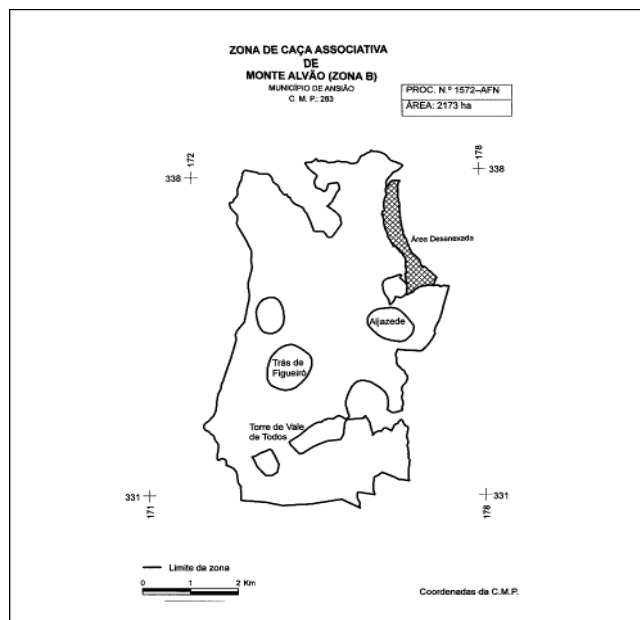 ZONA DE CAÇA ASSOCIATIVA
DE
MONTE ALVÃO (ZONA B)
MUNICÍPIO DE ANSIÃO
C. M. P.: 263
PROC. N.º 1572–AFN
ÁREA: 2173 ha
172
338
178
338
Área Desanexada
Aljazede
Trás de
Figueiró
Torre de Vale
de Todos
331
171
331
178
Limite da zona
0 1 2 Km
Coordenadas da C.M.P.